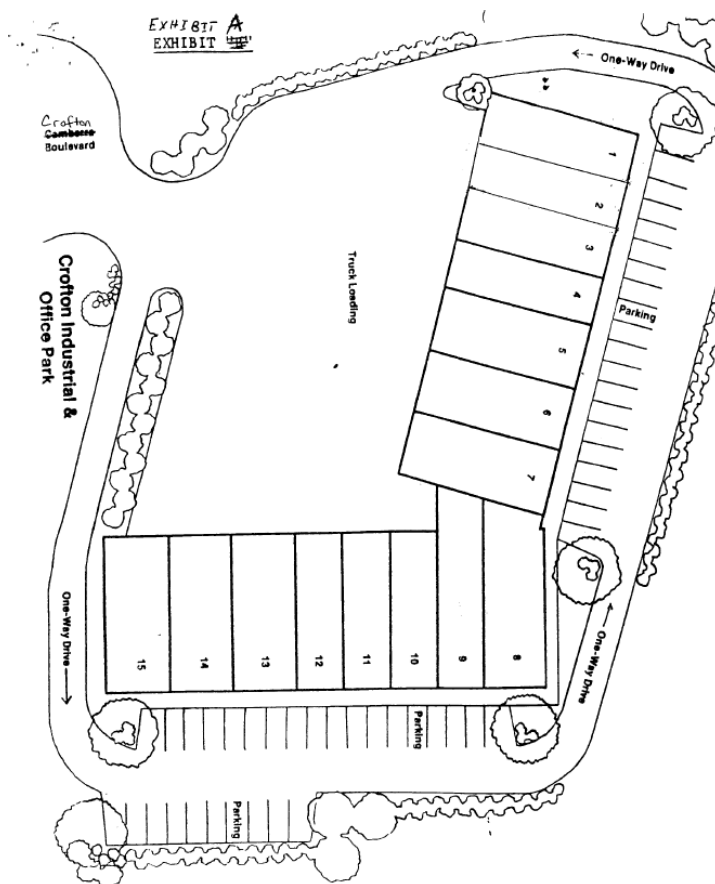 EXHIBIT A
EXHIBIT
Crofton
Camberra
Boulevard
One-Way Drive
1
2
3
4
5
6
7
Parking
Truck Loading
Crofton Industrial &
Office Park
One-Way Drive
15
14
13
12
11
10
9
8
One-Way Drive
Parking
Parking